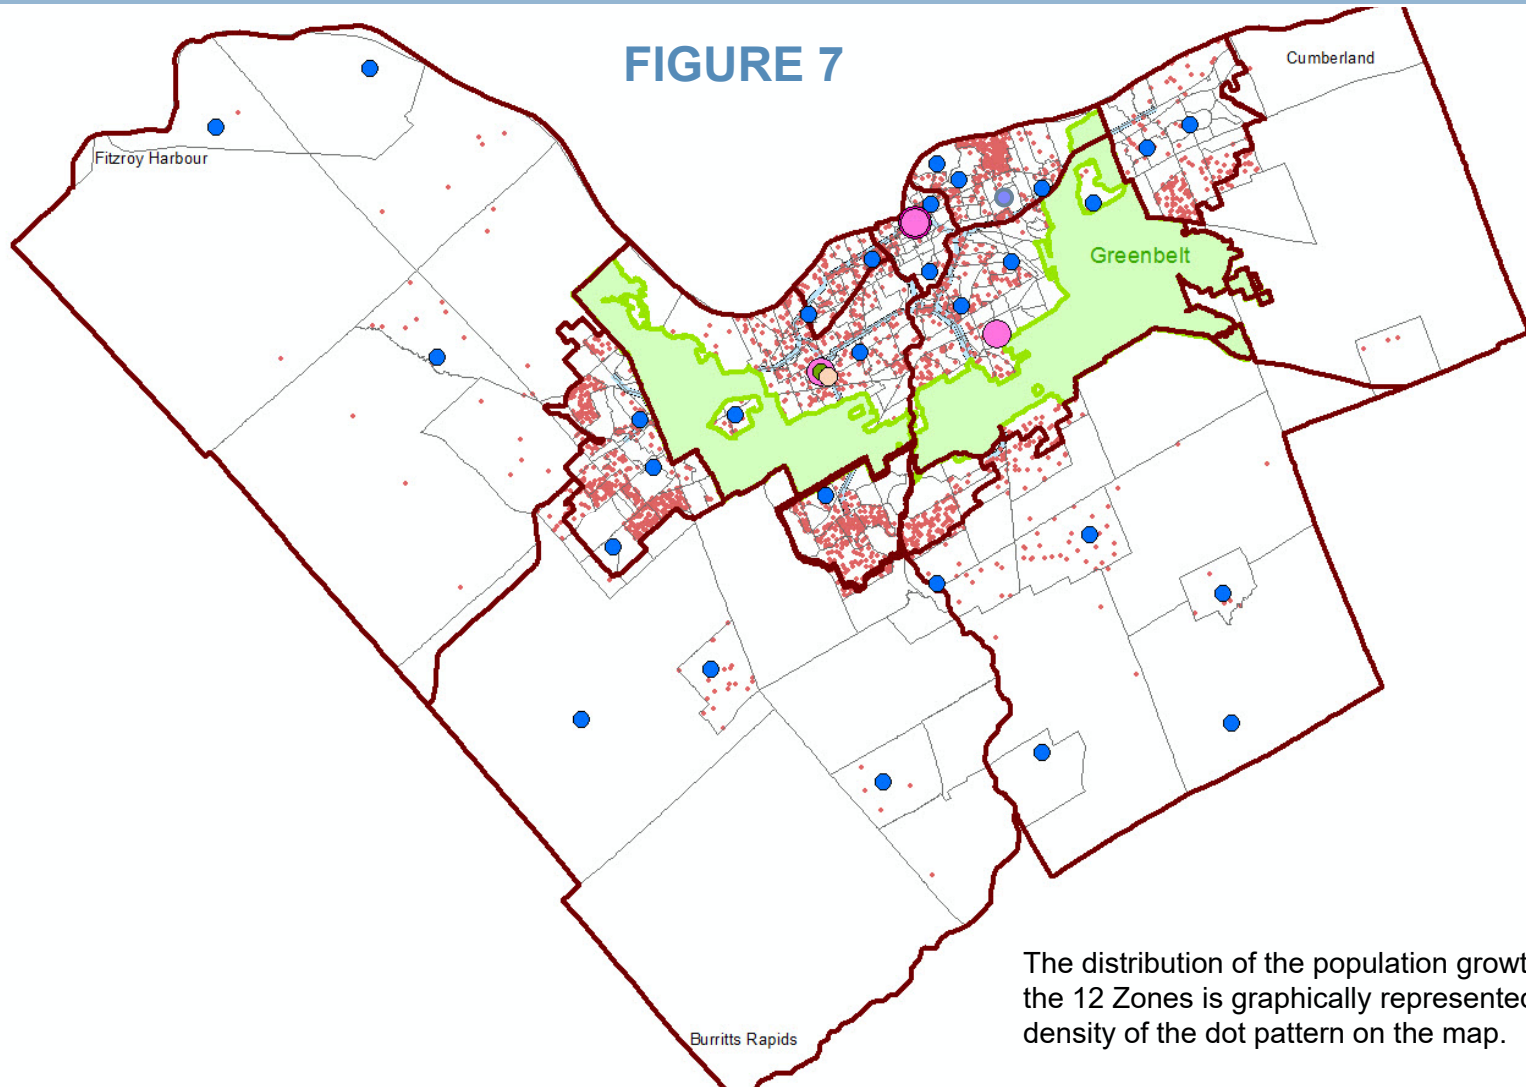 FIGURE 7
Cumberland
Fitzroy Harbour
Greenbelt
The distribution of the population growt
the 12 Zones is graphically represented
density of the dot pattern on the map.
Burritts Rapids